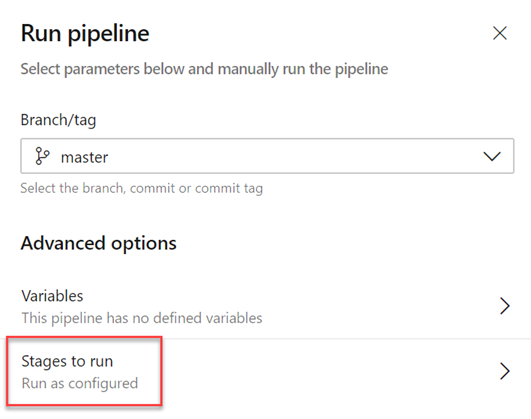 Run pipeline
Select parameters below and manually run the pipeline
Branch/tag
master
Select the branch, commit or commit tag
Advanced options
Variables
This pipeline has no defined variables
Stages to run
Run as configured